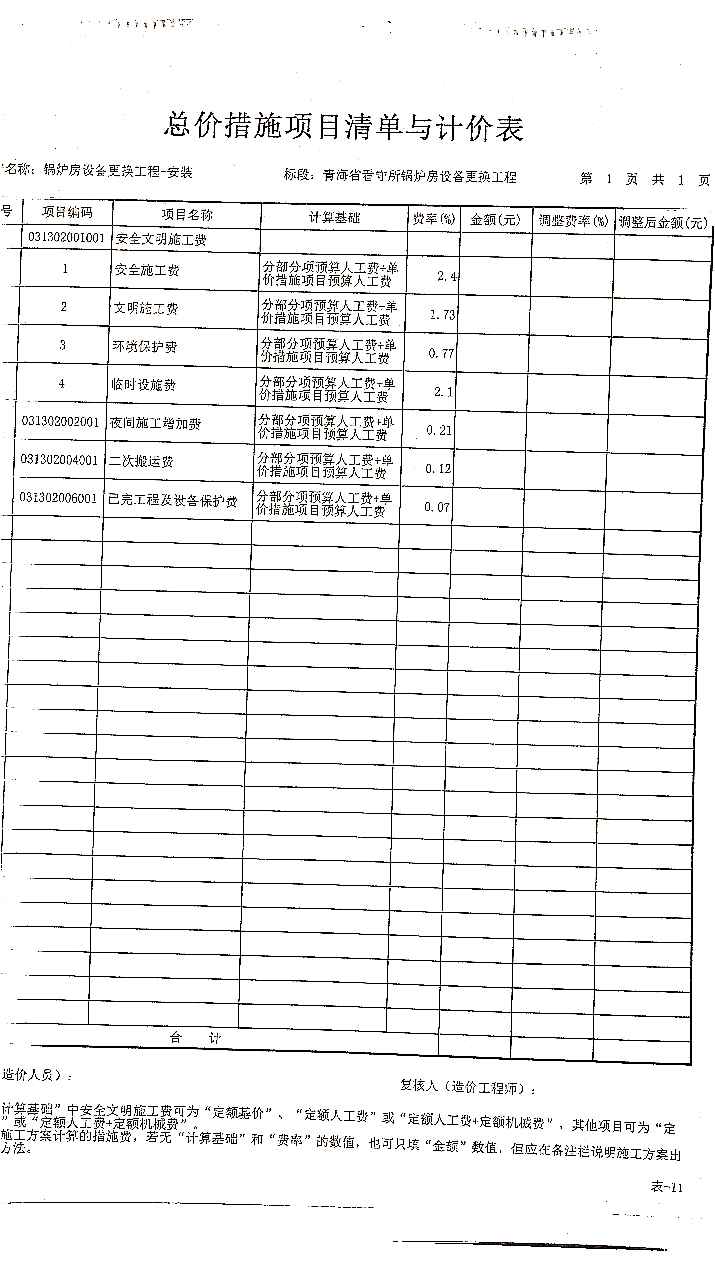 总价措施项目清单与计价表
名称：锅炉房设备更换工程-安装 标段：青海省看守所锅炉房设备更换工程 第 1 页 共 1 页
号 项目编码 项目名称 计算基础 费率(%) 金额(元) 调整费率(%) 调整后金额(元)
031302001001 安全文明施工费
1 安全施工费 分部分项预算人工费+单 2.4
价措施项目预算人工费
2 文明施工费 分部分项预算人工费+单 1.73
价措施项目预算人工费
3 环境保护费 分部分项预算人工费+单 0.77
价措施项目预算人工费
4 临时设施费 分部分项预算人工费+单 2.1
价措施项目预算人工费
031302002001 夜间施工增加费 分部分项预算人工费+单 0.21
价措施项目预算人工费
031302004001 二次搬运费 分部分项预算人工费+单 0.12
价措施项目预算人工费
031302006001 已完工程及设备保护费 分部分项预算人工费+单 0.07
价措施项目预算人工费
合 计
造价人员）： 复核人（造价工程师）：
计算基础”中安全文明施工费可为“定额基价”、“定额人工费”或“定额人工费+定额机械费”，其他项目可为“定
”或“定额人工费+定额机械费”。
施工方案计算的措施费，若无“计算基础”和“费率”的数值，也可只填“金额”数值，但应在备注栏说明施工方案出
方法。
表-11